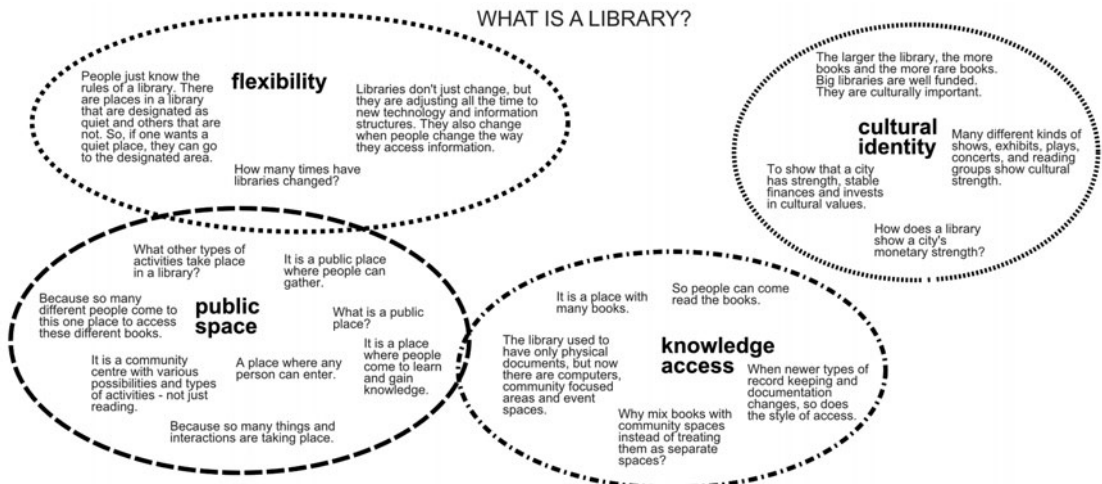 WHAT IS A LIBRARY?
flexibility
People just know the
rules of a library. There
are places in a library
that are designated as
quiet and others that are
not. So, if one wants a
quiet place, they can go
to the designated area.
Libraries don't just change, but
they are adjusting all the time to
new technology and information
structures. They also change
when people change the way
they access information.
How many times have
libraries changed?
The larger the library, the more
books and the more rare books.
Big libraries are well funded.
They are culturally important.
cultural
identity
Many different kinds of
shows, exhibits, plays,
concerts, and reading
groups show cultural
strength.
To show that a city
has strength, stable
finances and invests
in cultural values.
How does a library
show a city's
monetary strength?
What other types of
activities take place
in a library?
It is a public place
where people can
gather.
Because so many
different people come to
this one place to access
these different books.
public
space
What is a public
place?
It is a community
centre with various
possibilities and types
of activities - not just
reading.
A place where any
person can enter.
It is a place
where people
come to learn
and gain
knowledge.
Because so many things and
interactions are taking place.
It is a place with
many books.
So people can come
read the books.
The library used to
have only physical
documents, but now
there are computers,
community focused
areas and event
spaces.
knowledge
access
When newer types of
record keeping and
documentation
changes, so does
the style of access.
Why mix books with
community spaces
instead of treating
them as separate
spaces?